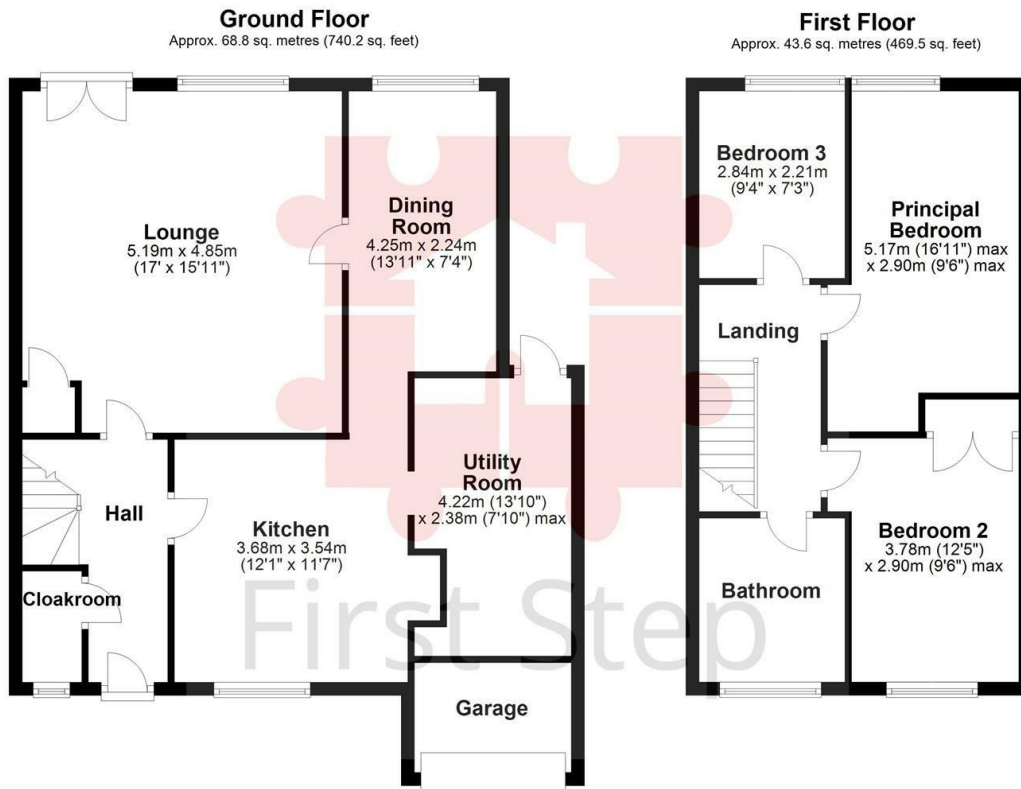 Ground Floor
Approx. 68.8 sq. metres (740.2 sq. feet)
Lounge
5.19m x 4.85m
(17' x 15'11")
Dining
Room
4.25m x 2.24m
(13'11" x 7'4")
Hall
Kitchen
3.68m x 3.54m
(12'1" x 11'7")
Utility
Room
4.22m (13'10")
x 2.38m (7'10") max
Cloakroom
Garage
First Floor
Approx. 43.6 sq. metres (469.5 sq. feet)
Bedroom 3
2.84m x 2.21m
(9'4" x 7'3")
Principal
Bedroom
5.17m (16'11") max
x 2.90m (9'6") max
Landing
Bedroom 2
3.78m (12'5")
x 2.90m (9'6") max
Bathroom
First Step